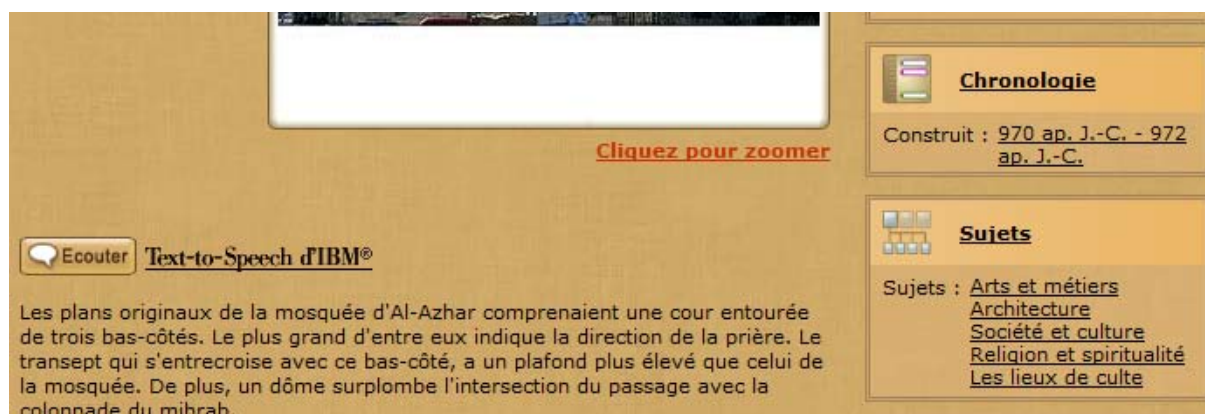 Cliquez pour zoomer
Ecouter Text-to-Speech d'IBM®
Les plans originaux de la mosquée d'Al-Azhar comprenaient une cour entourée
de trois bas-côtés. Le plus grand d'entre eux indique la direction de la prière. Le
transept qui s'entrecroise avec ce bas-côté, a un plafond plus élevé que celui de
la mosquée. De plus, un dôme surplombe l'intersection du passage avec la
colonnade du mihrab
Chronologie
Construit : 970 ap. J.-C. - 972
ap. J.-C.
Sujets
Sujets : Arts et métiers
Architecture
Société et culture
Religion et spiritualité
Les lieux de culte